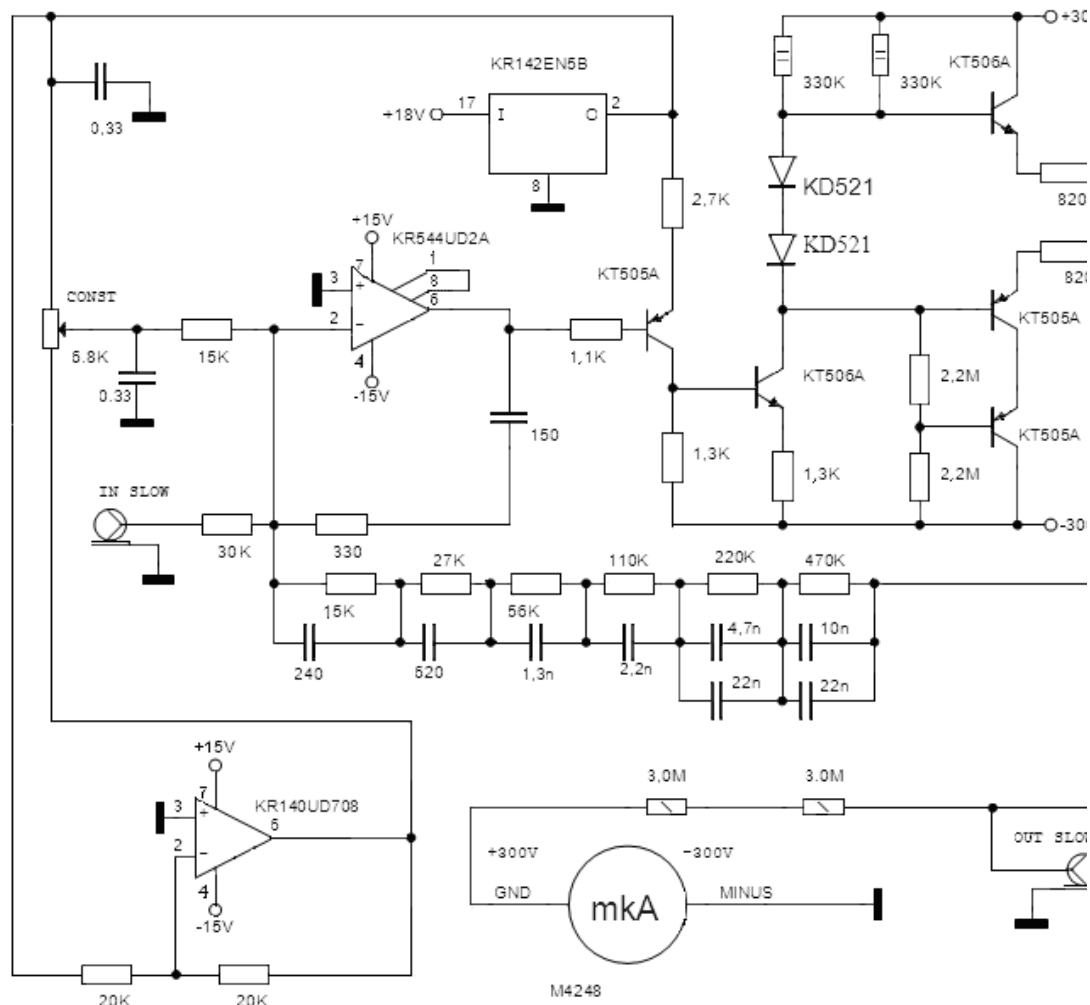 +30
KR142EN5B
330K
330K
KT506A
17
I
O
2
+18V
0,33
8
2,7K
KD521
820
+15V
KR544UD2A
KD521
7
1
3
+
8
KT505A
6
820
CONST
2
−
6.8K
15K
4
1,1K
KT505A
-15V
KT506A
0.33
2,2M
150
KT505A
1,3K
1,3K
2,2M
IN SLOW
30K
330
-300
27K
110K
220K
470K
15K
56K
4,7n
10n
240
620
1,3n
2,2n
22n
22n
+15V
3,0M
3.0M
7
KR140UD708
3
+
6
2
−
OUT SLOW
+300V
-300V
GND
mkA
MINUS
4
-15V
20K
20K
M4248